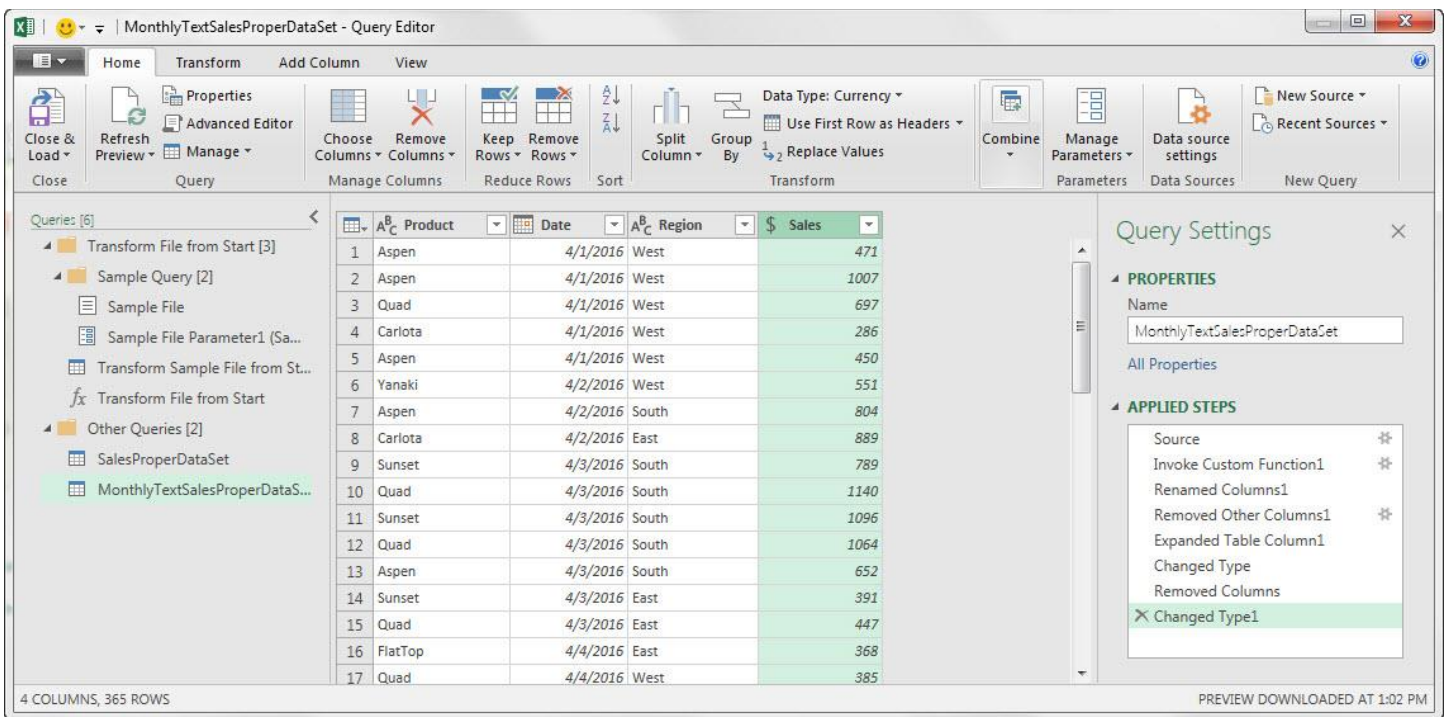 MonthlyTextSalesProperDataSet - Query Editor
Home Transform Add Column View
Close & Load
Close
Refresh Preview
Properties
Advanced Editor
Manage
Query
Choose Columns
Remove Columns
Manage Columns
Keep Rows
Remove Rows
Reduce Rows
Sort
Split Column
Group By
Data Type: Currency
Use First Row as Headers
Replace Values
Transform
Combine
Manage Parameters
Parameters
Data source settings
Data Sources
New Source
Recent Sources
New Query
Queries [6]
Transform File from Start [3]
Sample Query [2]
Sample File
Sample File Parameter1 (Sa...
Transform Sample File from St...
fx Transform File from Start
Other Queries [2]
SalesProperDataSet
MonthlyTextSalesProperDataS...
ABC Product Date ABC Region $ Sales
1 Aspen 4/1/2016 West 471
2 Aspen 4/1/2016 West 1007
3 Quad 4/1/2016 West 697
4 Carlota 4/1/2016 West 286
5 Aspen 4/1/2016 West 450
6 Yanaki 4/2/2016 West 551
7 Aspen 4/2/2016 South 804
8 Carlota 4/2/2016 East 889
9 Sunset 4/3/2016 South 789
10 Quad 4/3/2016 South 1140
11 Sunset 4/3/2016 South 1096
12 Quad 4/3/2016 South 1064
13 Aspen 4/3/2016 South 652
14 Sunset 4/3/2016 East 391
15 Quad 4/3/2016 East 447
16 FlatTop 4/4/2016 East 368
17 Quad 4/4/2016 West 385
Query Settings
PROPERTIES
Name
MonthlyTextSalesProperDataSet
All Properties
APPLIED STEPS
Source
Invoke Custom Function1
Renamed Columns1
Removed Other Columns1
Expanded Table Column1
Changed Type
Removed Columns
Changed Type1
4 COLUMNS, 365 ROWS
PREVIEW DOWNLOADED AT 1:02 PM